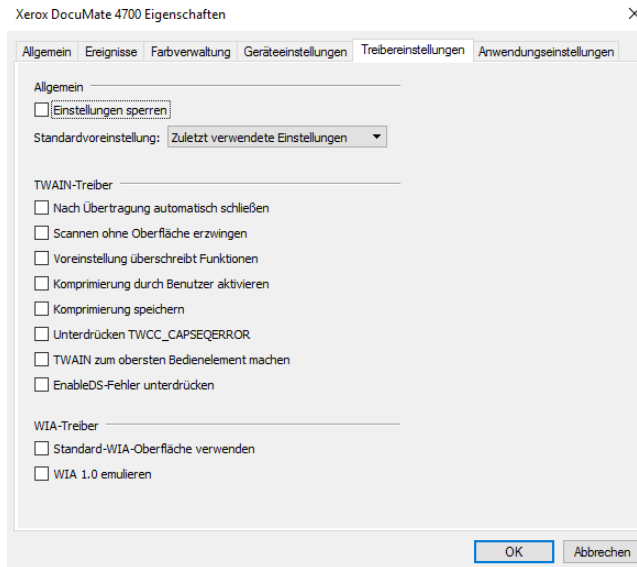 Xerox DocuMate 4700 Eigenschaften
Allgemein Ereignisse Farbverwaltung Geräteeinstellungen Treibereinstellungen Anwendungseinstellungen
Allgemein
Einstellungen sperren
Standardvoreinstellung: Zuletzt verwendete Einstellungen
TWAIN-Treiber
Nach Übertragung automatisch schließen
Scannen ohne Oberfläche erzwingen
Voreinstellung überschreibt Funktionen
Komprimierung durch Benutzer aktivieren
Komprimierung speichern
Unterdrücken TWCC_CAPSEQERROR
TWAIN zum obersten Bedienelement machen
EnableDS-Fehler unterdrücken
WIA-Treiber
Standard-WIA-Oberfläche verwenden
WIA 1.0 emulieren
OK Abbrechen